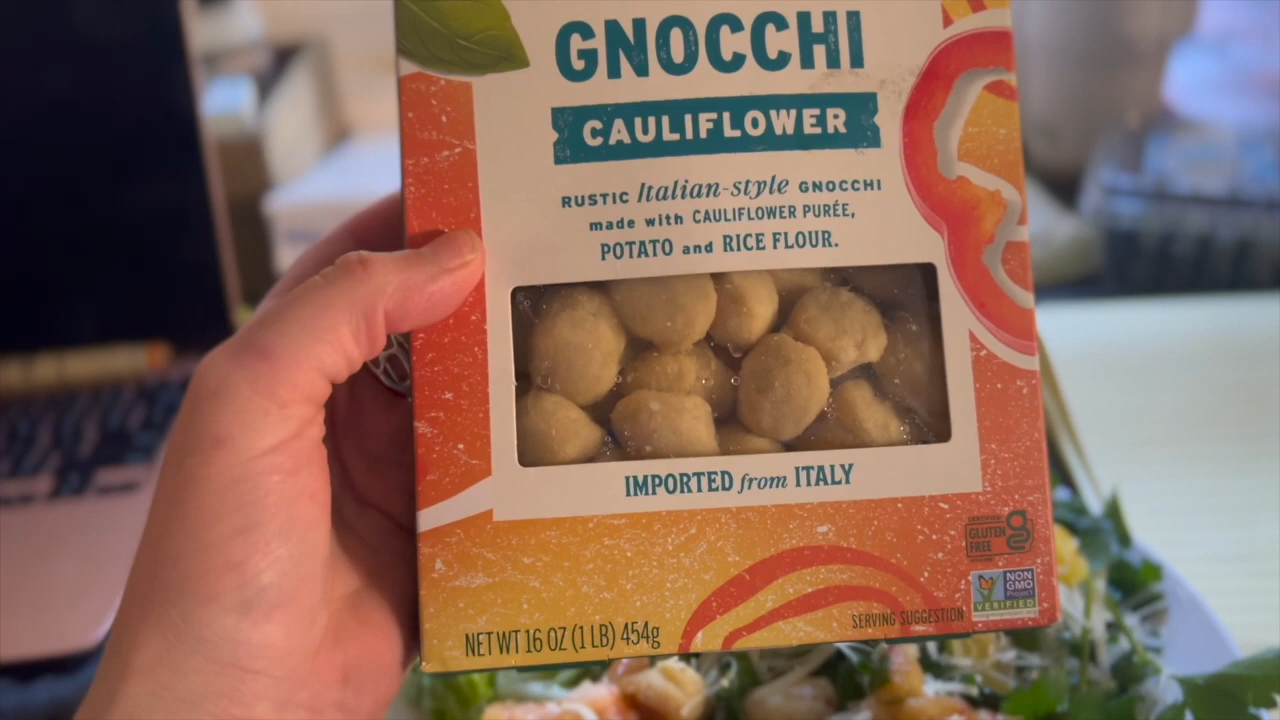 GNOCCHI
CAULIFLOWER
RUSTIC Italian-style GNOCCHI
made with CAULIFLOWER PURÉE,
POTATO and RICE FLOUR.
IMPORTED from ITALY
CERTIFIED
GLUTEN
FREE
NON
GMO
Project
VERIFIED
SERVING SUGGESTION
NET WT 16 OZ (1 LB) 454g